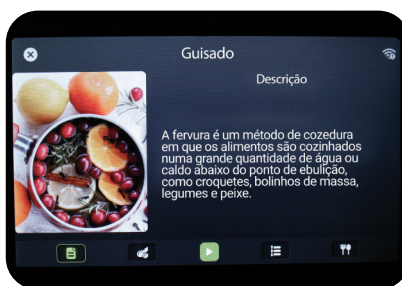 Guisado
Descrição
A fervura é um método de cozedura
em que os alimentos são cozinhados
numa grande quantidade de água ou
caldo abaixo do ponto de ebulição,
como croquetes, bolinhos de massa,
legumes e peixe.